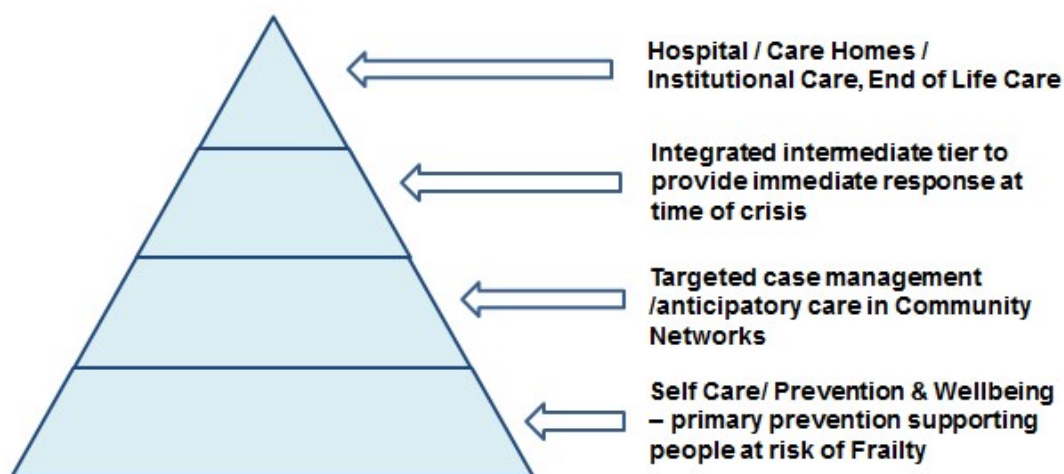 Hospital / Care Homes /
Institutional Care, End of Life Care
Integrated intermediate tier to
provide immediate response at
time of crisis
Targeted case management
/anticipatory care in Community
Networks
Self Care/ Prevention & Wellbeing
– primary prevention supporting
people at risk of Frailty